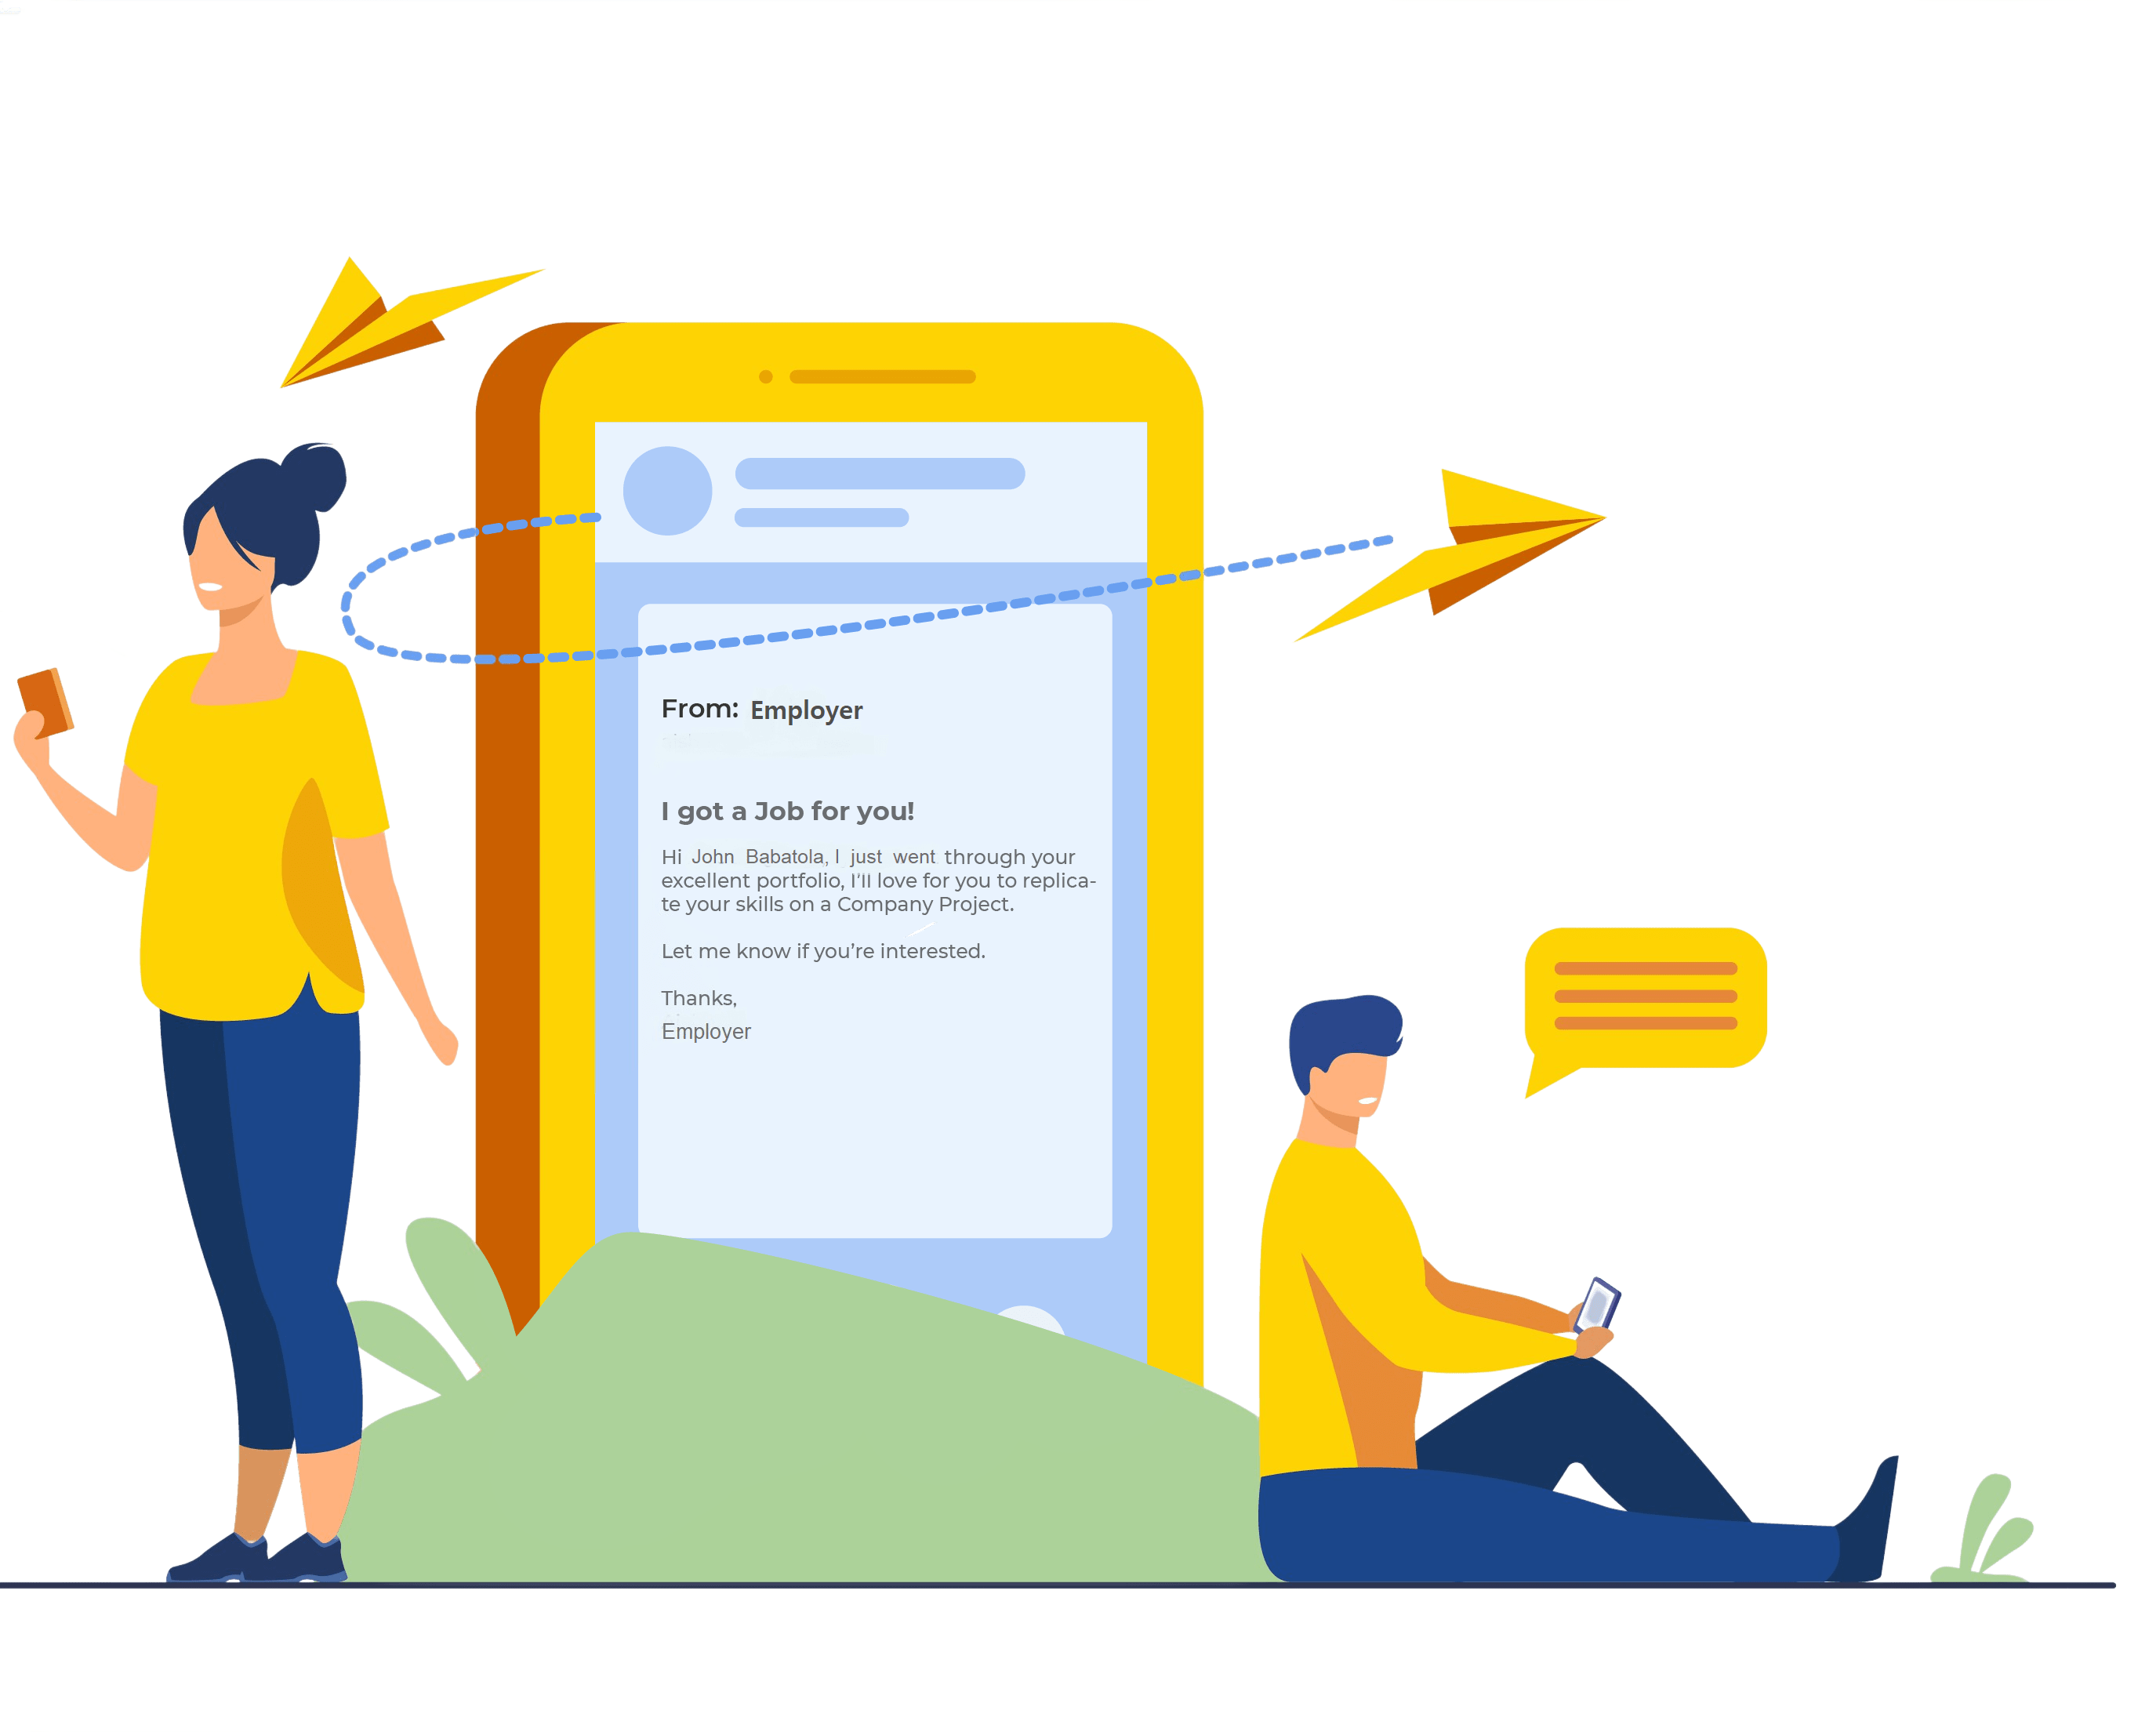 From: Employer
I got a Job for you!
Hi John Babatola, I just went through your
excellent portfolio, I'll love for you to replica-
te your skills on a Company Project.
Let me know if you’re interested.
Thanks,
Employer